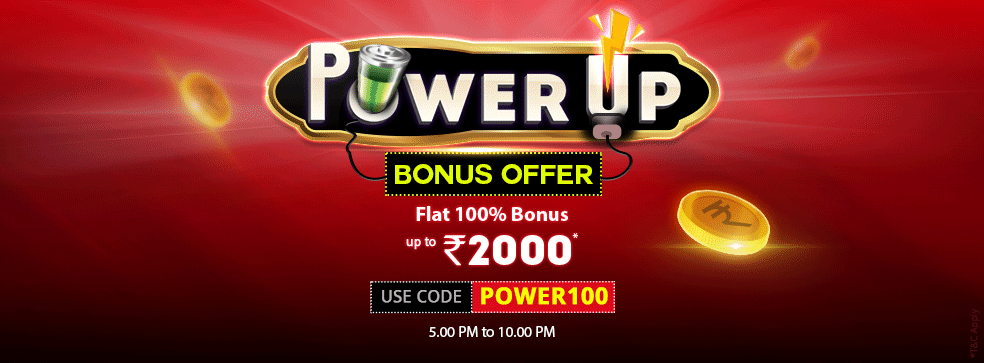 POWER UP
BONUS OFFER
Flat 100% Bonus
up to ₹2000*
USE CODE POWER100
5.00 PM to 10.00 PM
*T&C Apply